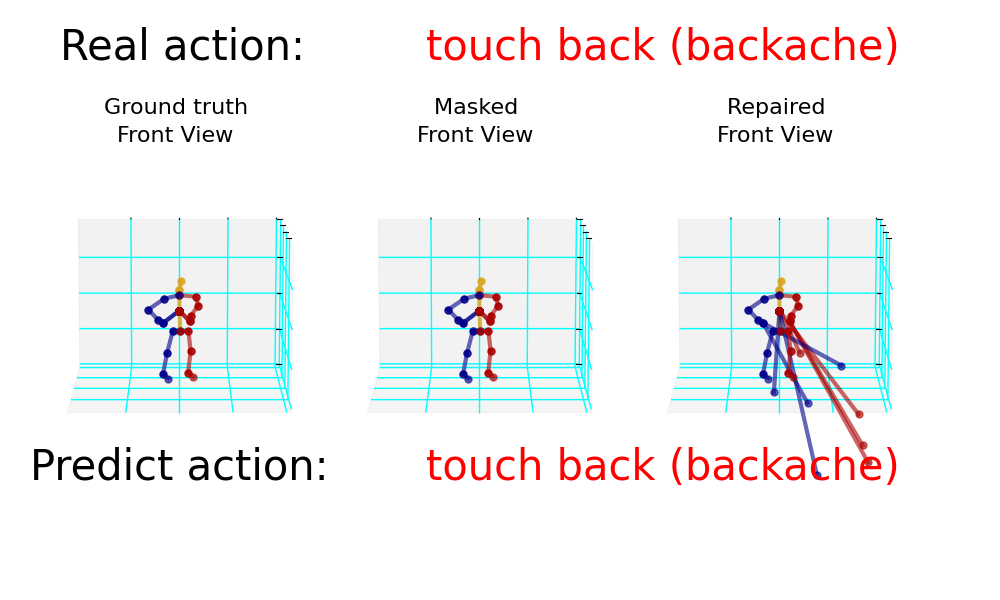 Real action: touch back (backache)
Ground truth Masked Repaired
Front View Front View Front View
Predict action: touch back (backache)